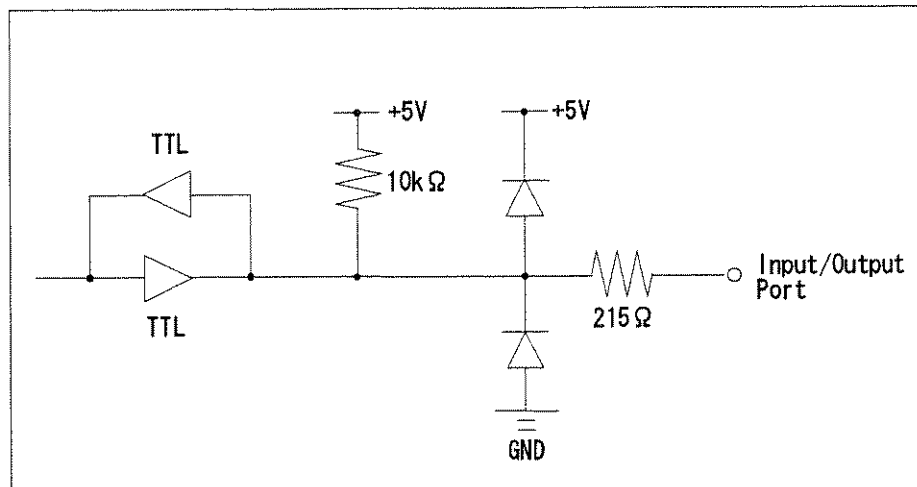 +5V
+5V
TTL
10kΩ
Input/Output
Port
215Ω
TTL
GND